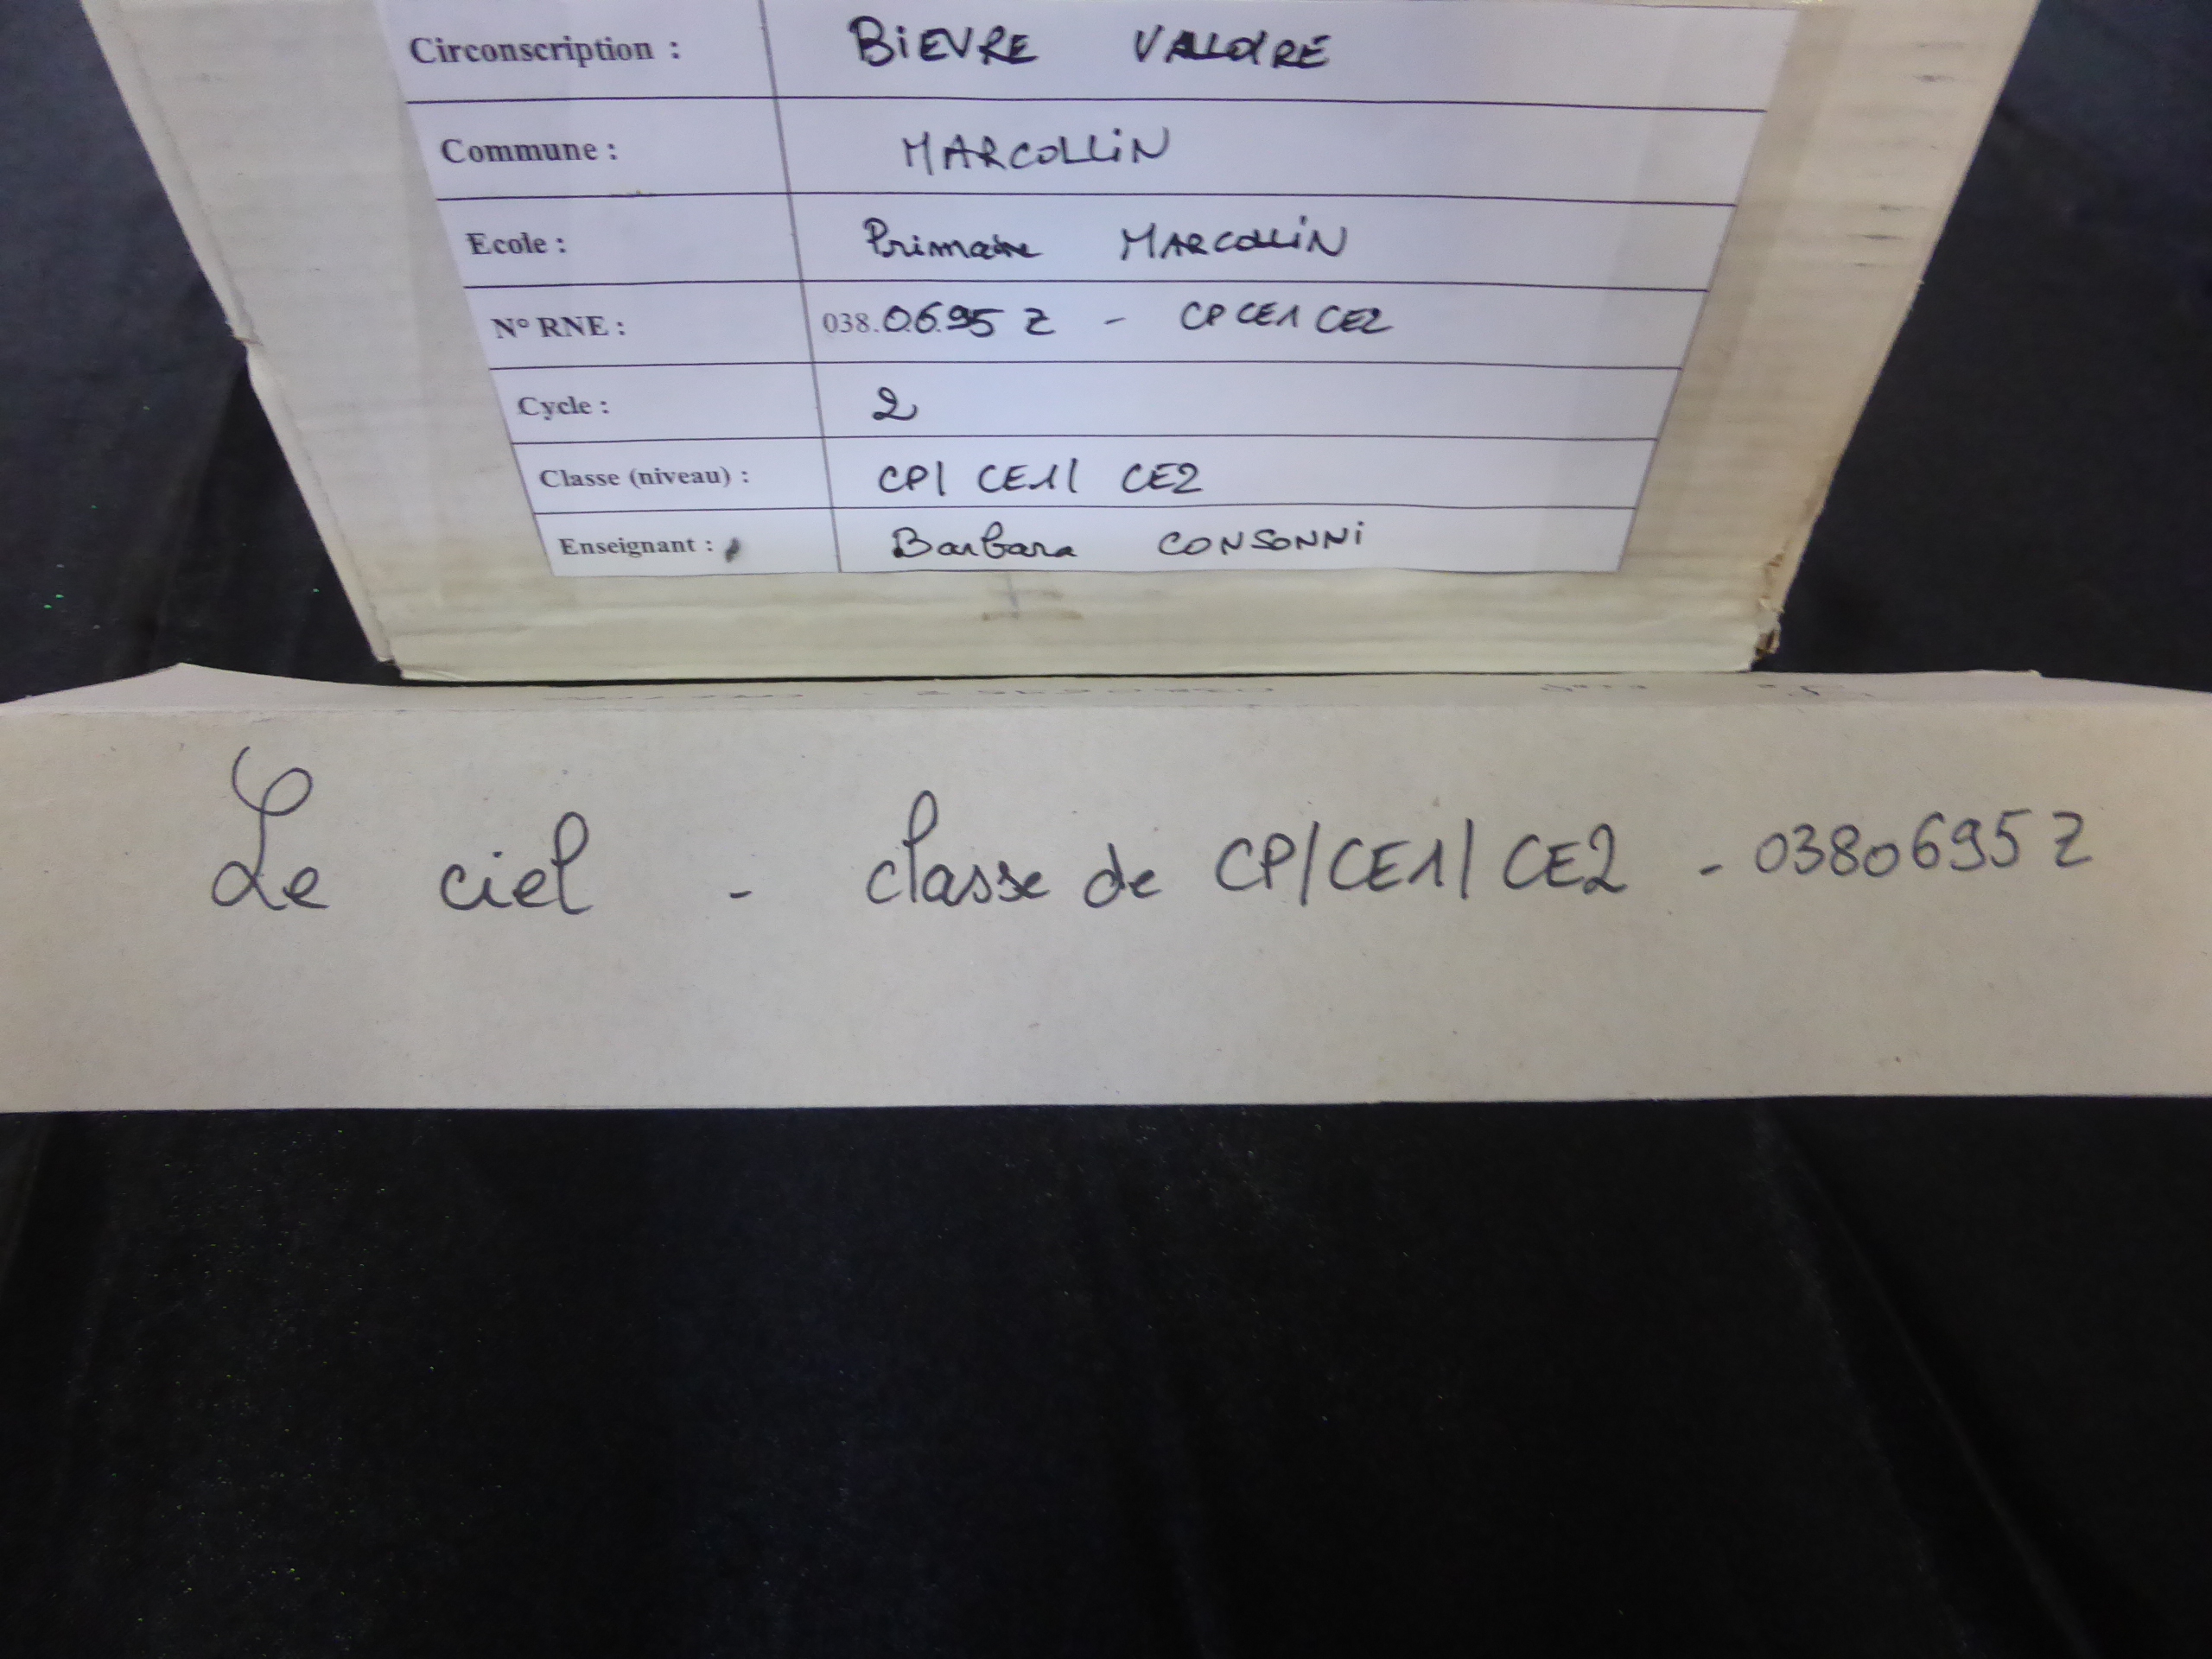 Circonscription : BiEVRE VALOIRE
Commune : MARCOLLiN
Ecole : Primaire MARCOLLiN
N° RNE : 038.0695 Z - CP CE1 CE2
Cycle : 2
Classe (niveau) : CP/ CE1/ CE2
Enseignant : Barbara CONSONNi
Le ciel - classe de CP/CE1/CE2 - 0380695Z